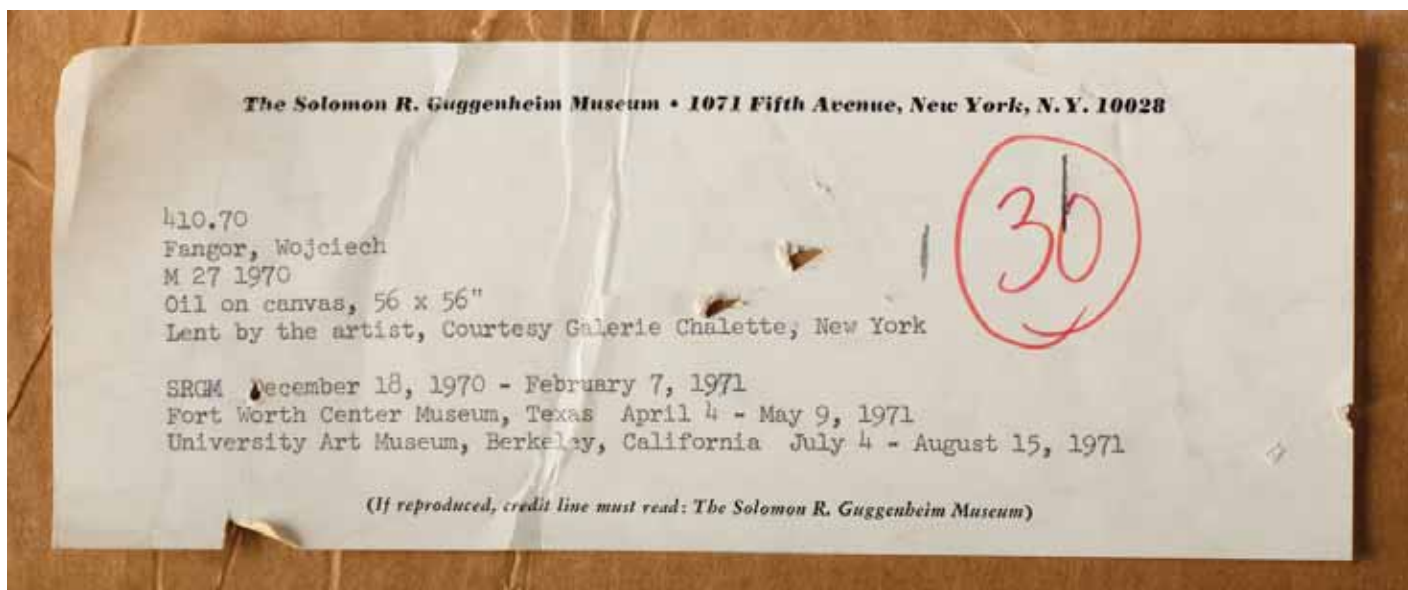 The Solomon R. Guggenheim Museum • 1071 Fifth Avenue, New York, N.Y. 10028
30
410.70
Fangor, Wojciech
M 27 1970
Oil on canvas, 56 x 56"
Lent by the artist, Courtesy Galerie Chalette, New York
SRGM December 18, 1970 - February 7, 1971
Fort Worth Center Museum, Texas April 4 - May 9, 1971
University Art Museum, Berkeley, California July 4 - August 15, 1971
(If reproduced, credit line must read: The Solomon R. Guggenheim Museum)